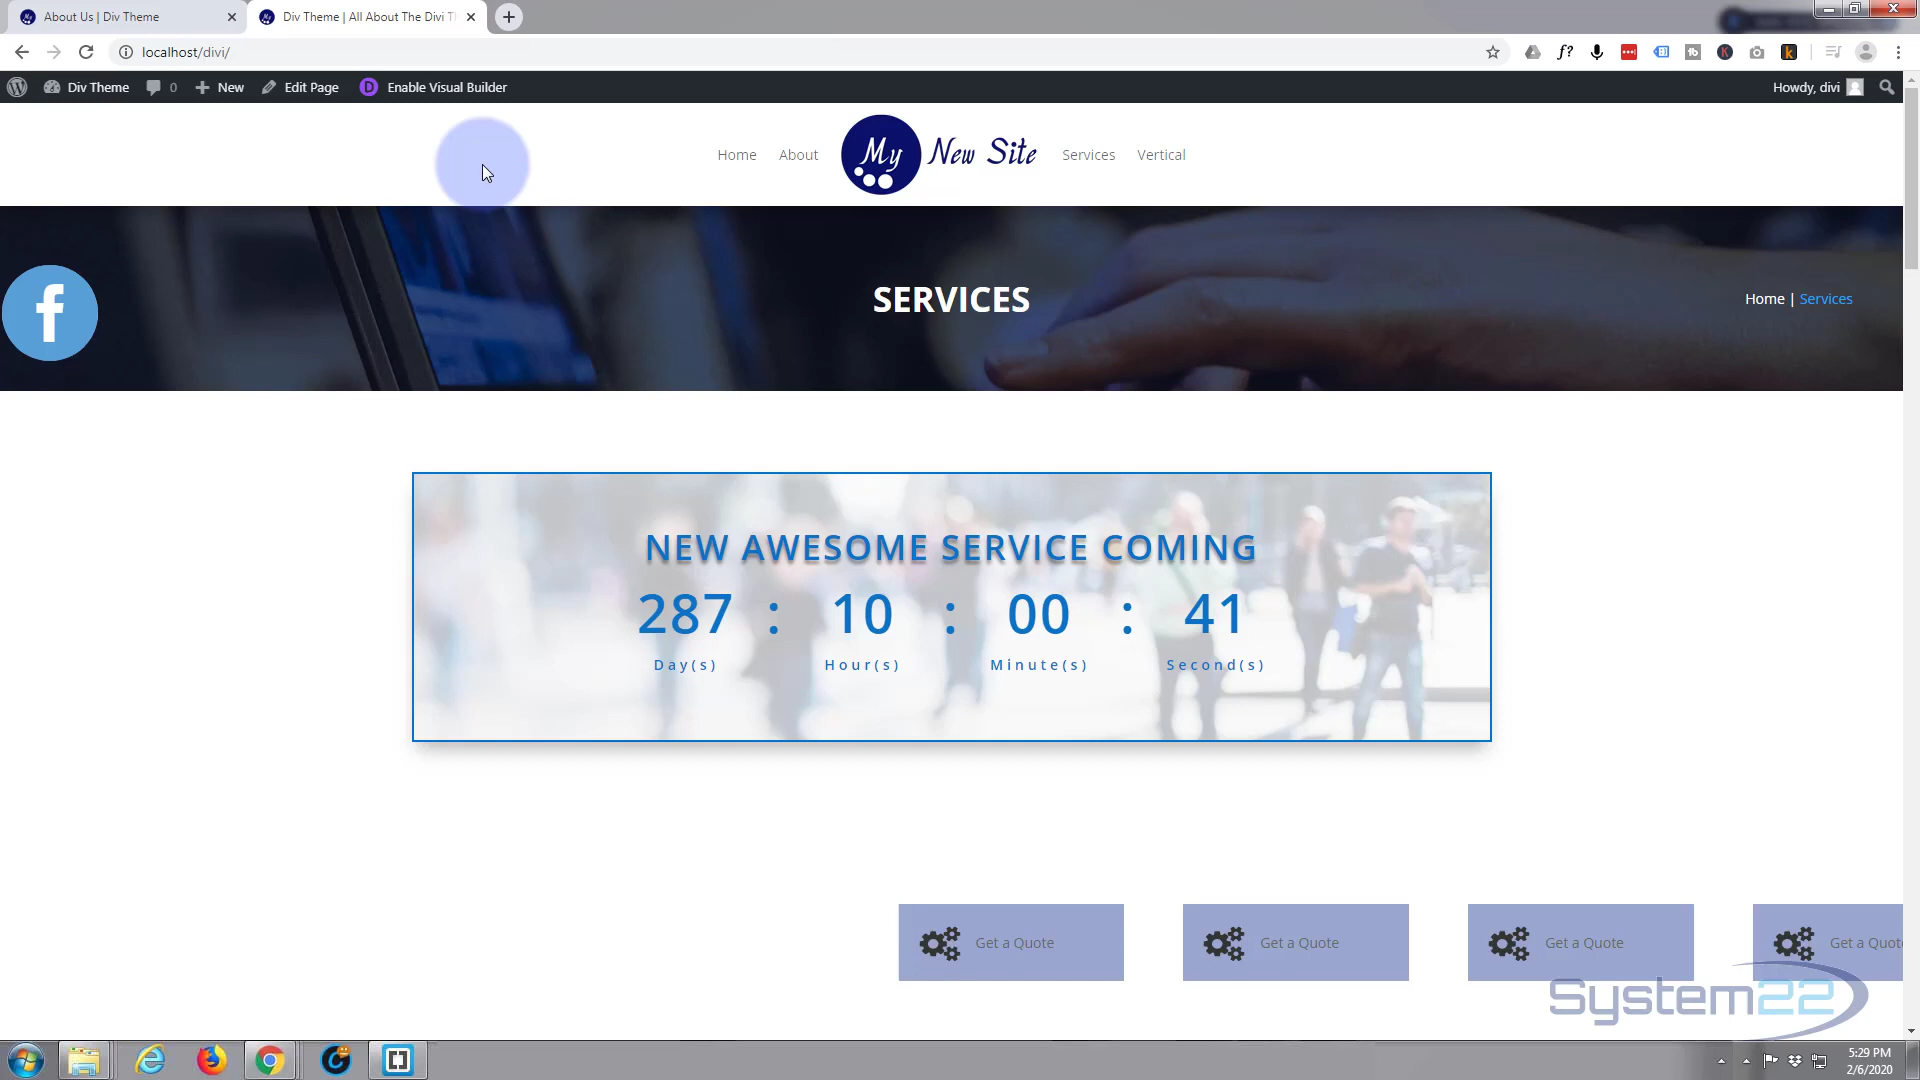 About Us | Div Theme
Div Theme | All About The Divi Th
localhost/divi/
Div Theme
0
New
Edit Page
Enable Visual Builder
Howdy, divi
Home
About
My New Site
Services
Vertical
SERVICES
Home | Services
NEW AWESOME SERVICE COMING
287 : 10 : 00 : 41
Day(s) Hour(s) Minute(s) Second(s)
Get a Quote
Get a Quote
Get a Quote
Get a Quot
System22
5:29 PM
2/6/2020